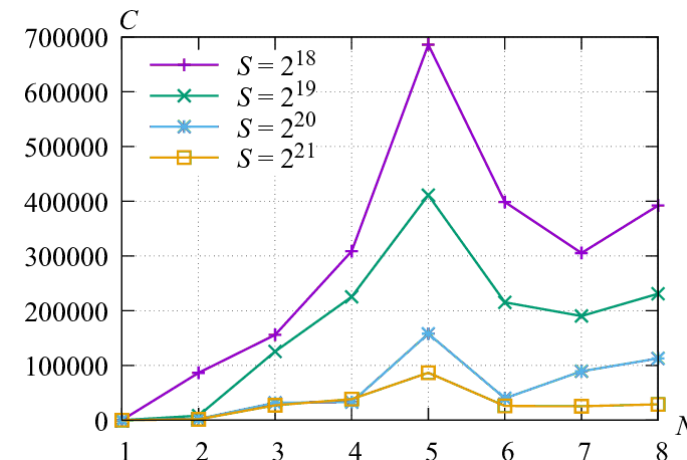 C
700000
600000
500000
400000
300000
200000
100000
0
S = 2^18
S = 2^19
S = 2^20
S = 2^21
1 2 3 4 5 6 7 8
N